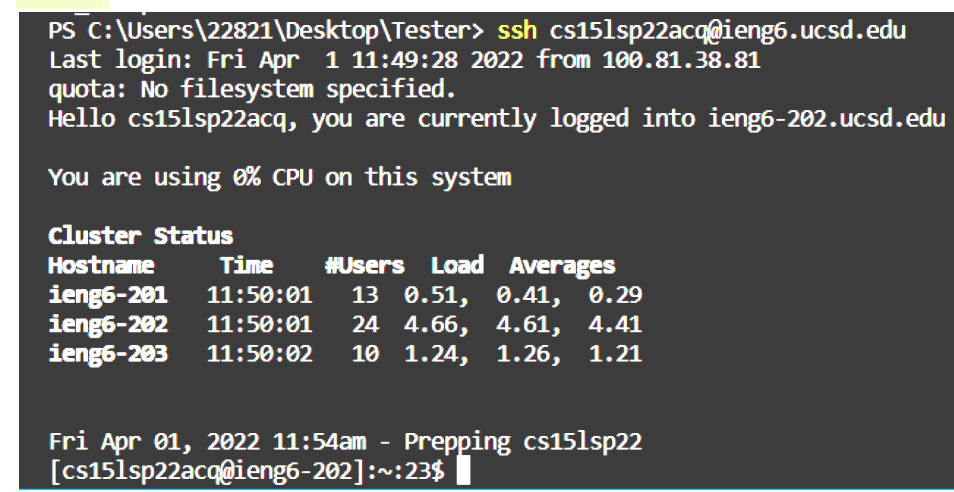 PS C:\Users\22821\Desktop\Tester> ssh cs15lsp22acq@ieng6.ucsd.edu
Last login: Fri Apr  1 11:49:28 2022 from 100.81.38.81
quota: No filesystem specified.
Hello cs15lsp22acq, you are currently logged into ieng6-202.ucsd.edu
You are using 0% CPU on this system
Cluster Status
Hostname     Time    #Users  Load  Averages
ieng6-201   11:50:01   13  0.51,  0.41,  0.29
ieng6-202   11:50:01   24  4.66,  4.61,  4.41
ieng6-203   11:50:02   10  1.24,  1.26,  1.21
Fri Apr 01, 2022 11:54am - Prepping cs15lsp22
[cs15lsp22acq@ieng6-202]:~:23$